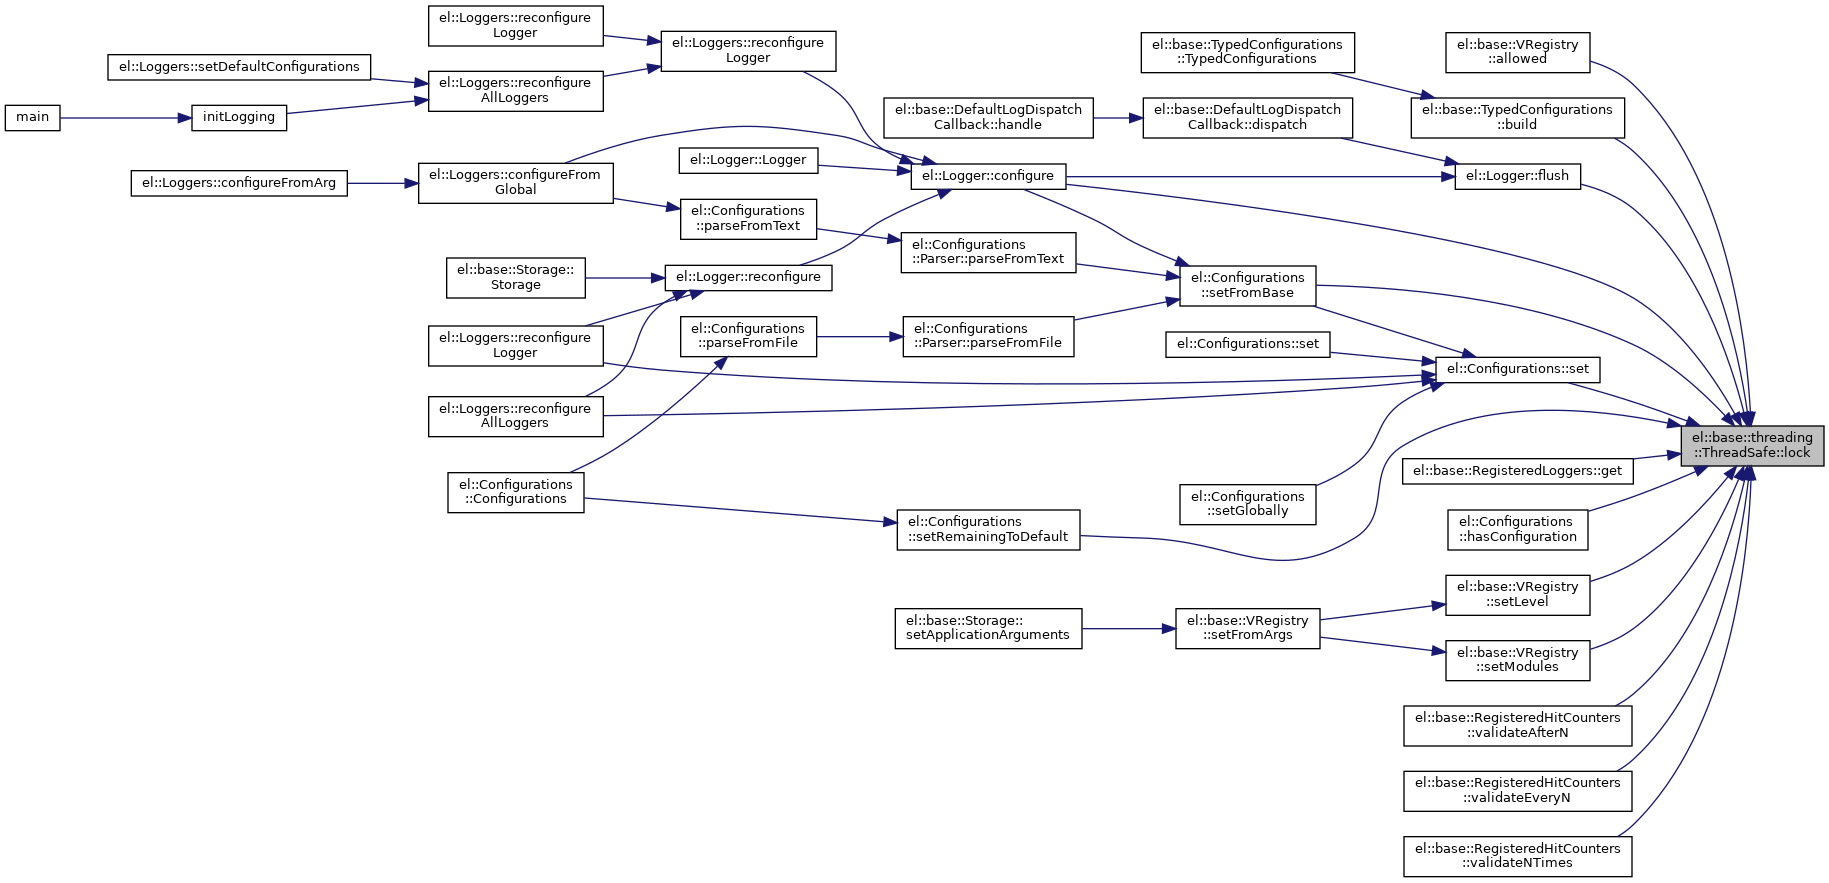 main
el::Loggers::setDefaultConfigurations
initLogging
el::Loggers::configureFromArg
el::Loggers::reconfigure
Logger
el::Loggers::reconfigure
AllLoggers
el::Loggers::configureFrom
Global
el::base::Storage::
Storage
el::Loggers::reconfigure
Logger
el::Loggers::reconfigure
AllLoggers
el::Configurations
::Configurations
el::Loggers::reconfigure
Logger
el::Logger::Logger
el::Configurations
::parseFromText
el::Logger::reconfigure
el::Configurations
::parseFromFile
el::base::DefaultLogDispatch
Callback::handle
el::Logger::configure
el::Configurations
::Parser::parseFromText
el::Configurations
::Parser::parseFromFile
el::Configurations
::setRemainingToDefault
el::base::Storage::
setApplicationArguments
el::base::TypedConfigurations
::TypedConfigurations
el::base::DefaultLogDispatch
Callback::dispatch
el::Configurations
::setFromBase
el::Configurations::set
el::Configurations
::setGlobally
el::base::VRegistry
::setFromArgs
el::base::VRegistry
::allowed
el::base::TypedConfigurations
::build
el::Logger::flush
el::Configurations::set
el::base::RegisteredLoggers::get
el::Configurations
::hasConfiguration
el::base::VRegistry
::setLevel
el::base::VRegistry
::setModules
el::base::RegisteredHitCounters
::validateAfterN
el::base::RegisteredHitCounters
::validateEveryN
el::base::RegisteredHitCounters
::validateNTimes
el::base::threading
::ThreadSafe::lock